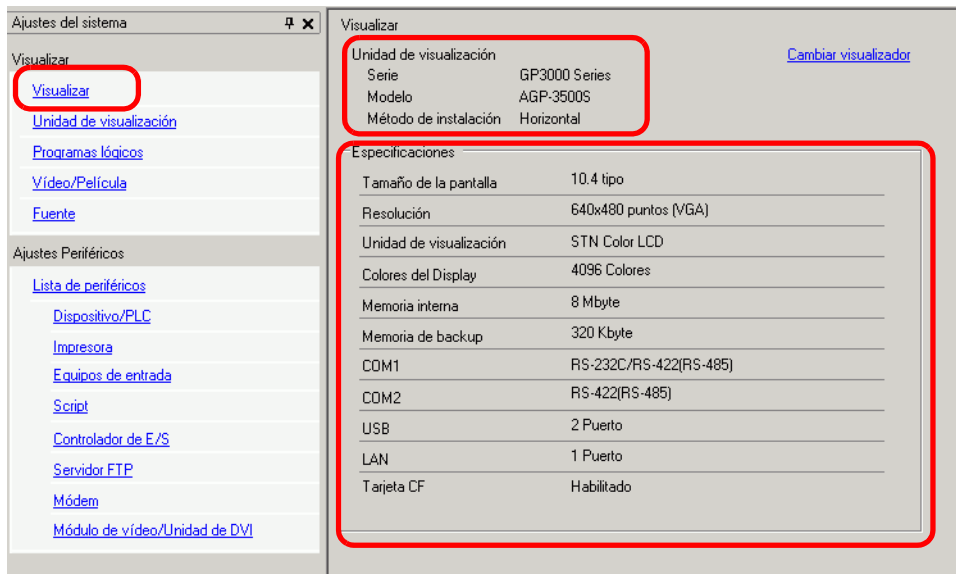 Ajustes del sistema
Visualizar
Visualizar
Unidad de visualización
Programas lógicos
Vídeo/Película
Fuente
Ajustes Periféricos
Lista de periféricos
Dispositivo/PLC
Impresora
Equipos de entrada
Script
Controlador de E/S
Servidor FTP
Módem
Módulo de vídeo/Unidad de DVI
Visualizar
Unidad de visualización Cambiar visualizador
Serie GP3000 Series
Modelo AGP-3500S
Método de instalación Horizontal
Especificaciones
Tamaño de la pantalla 10.4 tipo
Resolución 640x480 puntos (VGA)
Unidad de visualización STN Color LCD
Colores del Display 4096 Colores
Memoria interna 8 Mbyte
Memoria de backup 320 Kbyte
COM1 RS-232C/RS-422(RS-485)
COM2 RS-422(RS-485)
USB 2 Puerto
LAN 1 Puerto
Tarjeta CF Habilitado